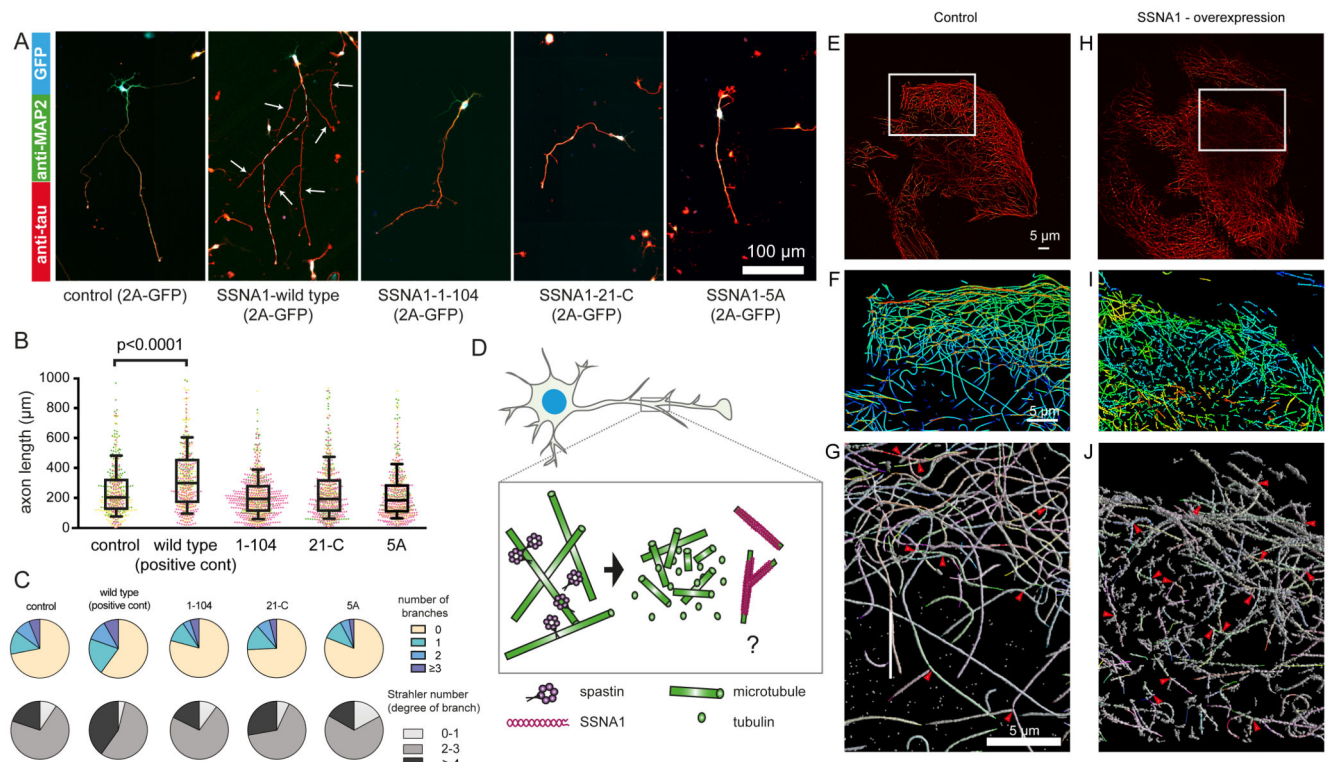 Control
SSNA1 - overexpression
A
GFP
anti-MAP2
anti-tau
100 µm
control (2A-GFP)
SSNA1-wild type
(2A-GFP)
SSNA1-1-104
(2A-GFP)
SSNA1-21-C
(2A-GFP)
SSNA1-5A
(2A-GFP)
B
p<0.0001
axon length (µm)
1000
800
600
400
200
0
control
wild type
(positive cont)
1-104
21-C
5A
C
control
wild type
(positive cont)
1-104
21-C
5A
number of
branches
0
1
2
≥3
Strahler number
(degree of branch)
0-1
2-3
D
?
spastin
microtubule
SSNA1
tubulin
E
5 µm
H
F
5 µm
I
G
5 µm
J